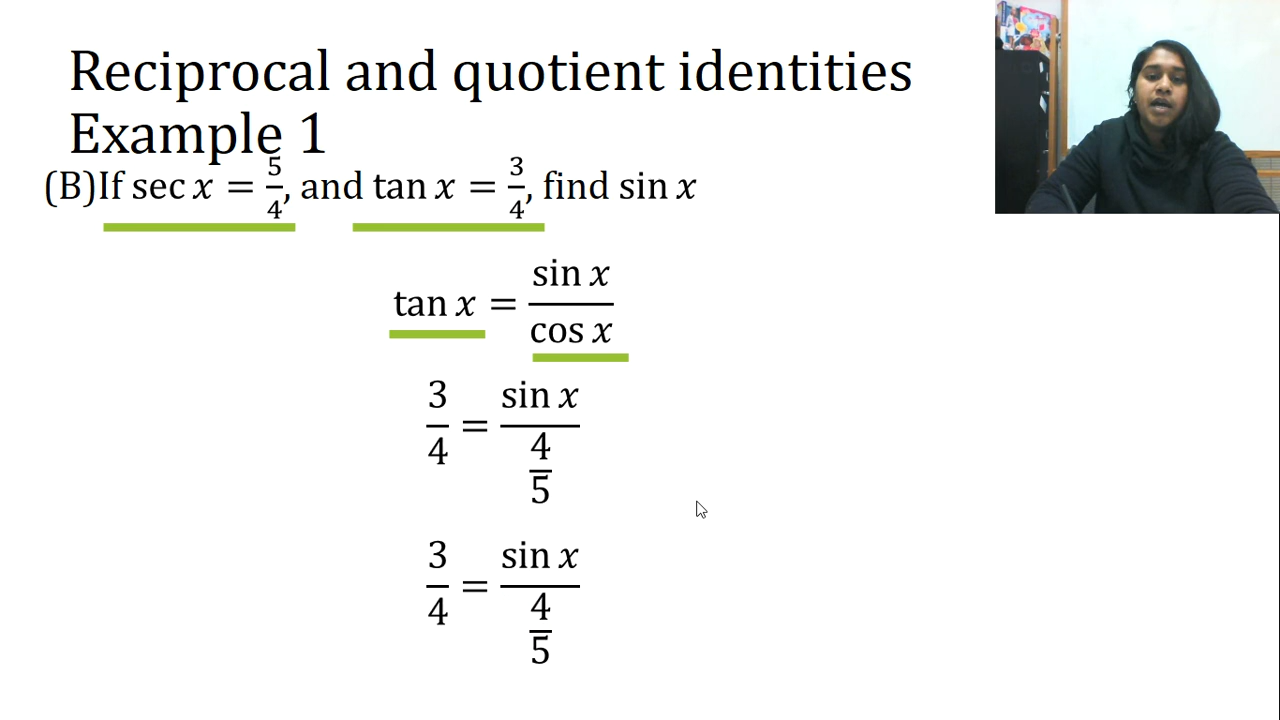 Reciprocal and quotient identities
Example 1
(B)If sec x = 5/4, and tan x = 3/4, find sin x
tan x = sin x / cos x
3/4 = sin x / (4/5)
3/4 = sin x / (4/5)